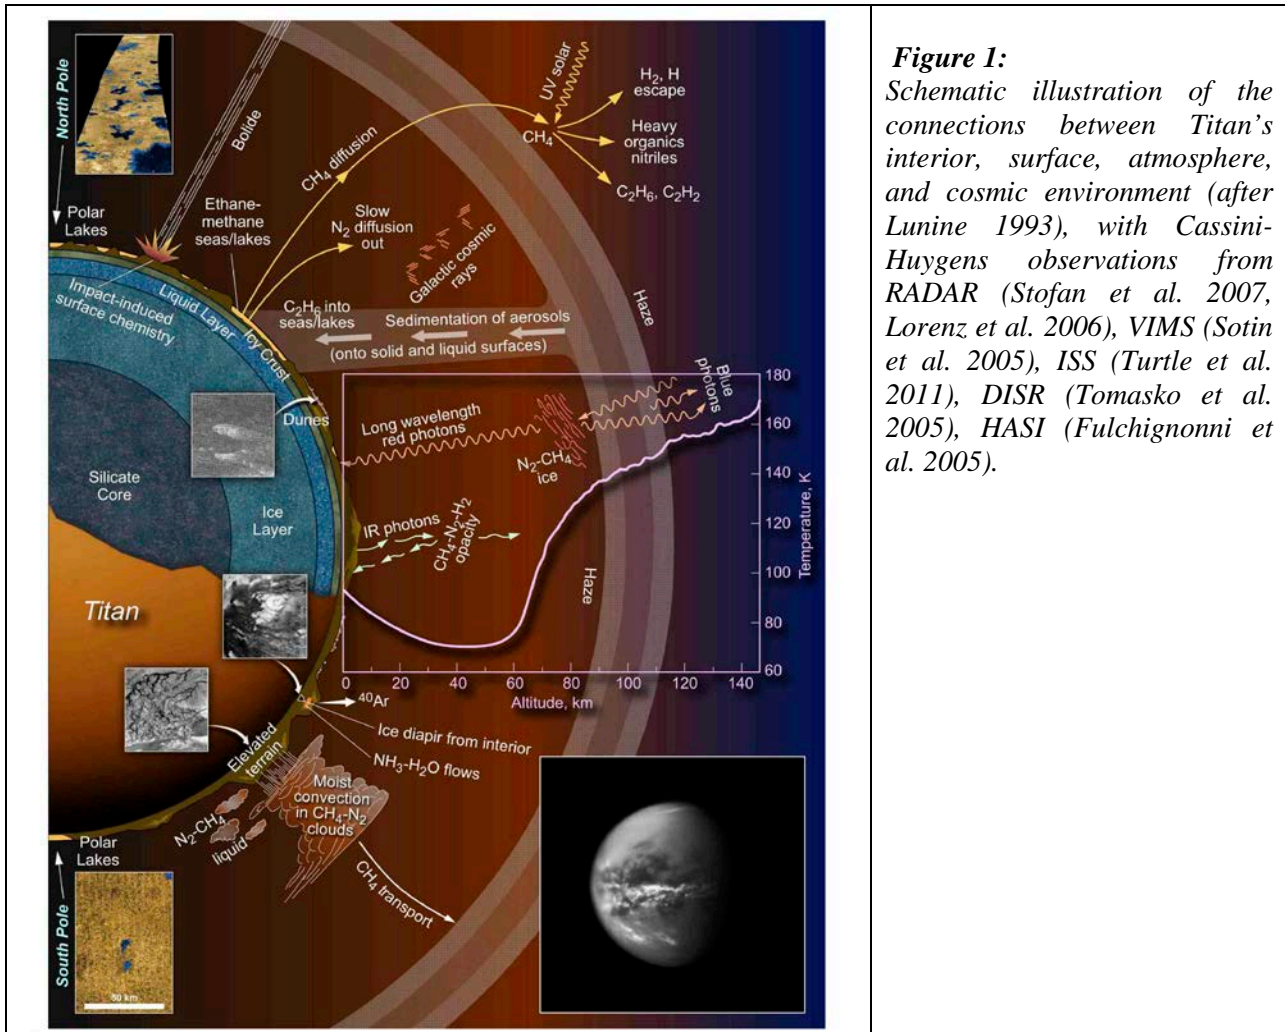 North Pole
Polar
Lakes
Bolide
Ethane-
methane
seas/lakes
CH₄ diffusion
Slow
N₂ diffusion
out
UV solar
CH₄
H₂, H
escape
Heavy
organics
nitriles
C₂H₆, C₂H₂
Galactic cosmic
rays
Impact-induced
surface chemistry
Liquid Layer
Icy Crust
C₂H₆ into
seas/lakes
Sedimentation of aerosols
(onto solid and liquid surfaces)
Haze
Dunes
Silicate
Core
Ice
Layer
Titan
Long wavelength
red photons
Blue
photons
N₂-CH₄
ice
IR photons
CH₄-N₂-H₂
opacity
Haze
180
160
140
120
100
80
60
Temperature, K
0 20 40 60 80 100 120 140
Altitude, km
⁴⁰Ar
Ice diapir from interior
NH₃-H₂O flows
Elevated
terrain
Moist
convection
in CH₄-N₂
clouds
N₂-CH₄
liquid
CH₄ transport
Polar
Lakes
South Pole
Figure 1:
Schematic illustration of the
connections between Titan's
interior, surface, atmosphere,
and cosmic environment (after
Lunine 1993), with Cassini-
Huygens observations from
RADAR (Stofan et al. 2007,
Lorenz et al. 2006), VIMS (Sotin
et al. 2005), ISS (Turtle et al.
2011), DISR (Tomasko et al.
2005), HASI (Fulchignonni et
al. 2005).